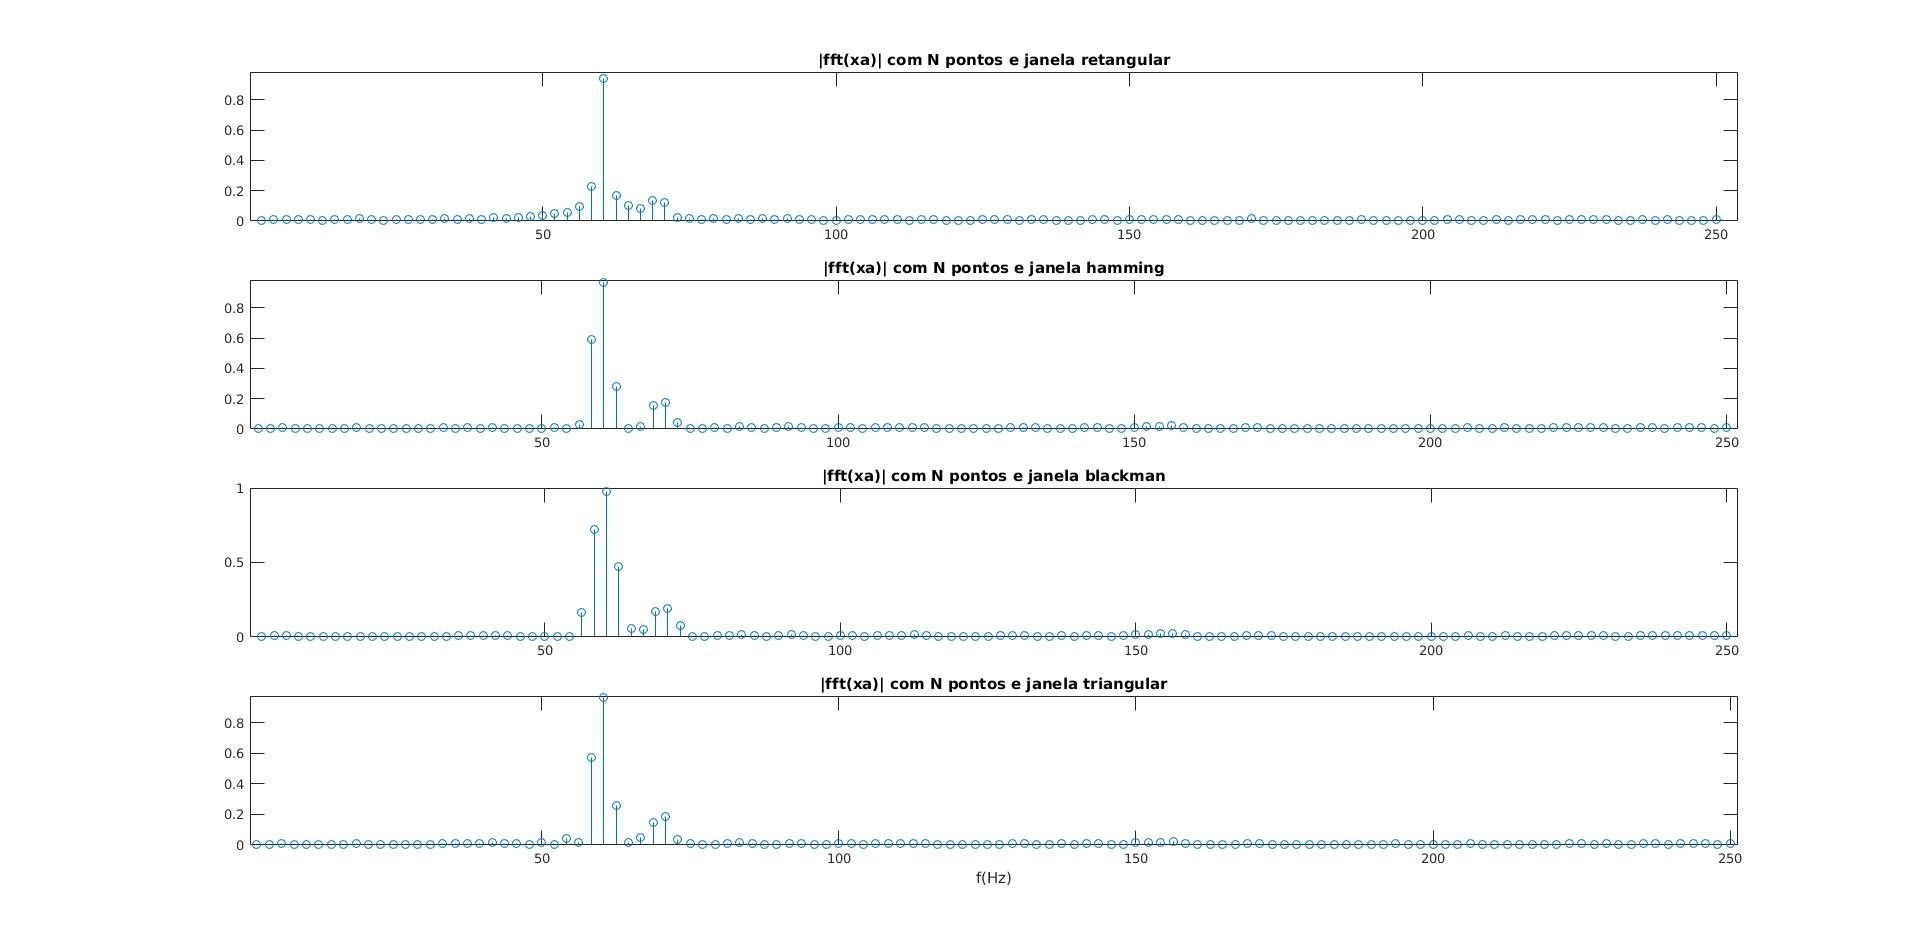 |fft(xa)| com N pontos e janela retangular
0.8
0.6
0.4
0.2
0
50 100 150 200 250
|fft(xa)| com N pontos e janela hamming
0.8
0.6
0.4
0.2
0
50 100 150 200 250
|fft(xa)| com N pontos e janela blackman
1
0.5
0
50 100 150 200 250
|fft(xa)| com N pontos e janela triangular
0.8
0.6
0.4
0.2
0
50 100 150 200 250
f(Hz)